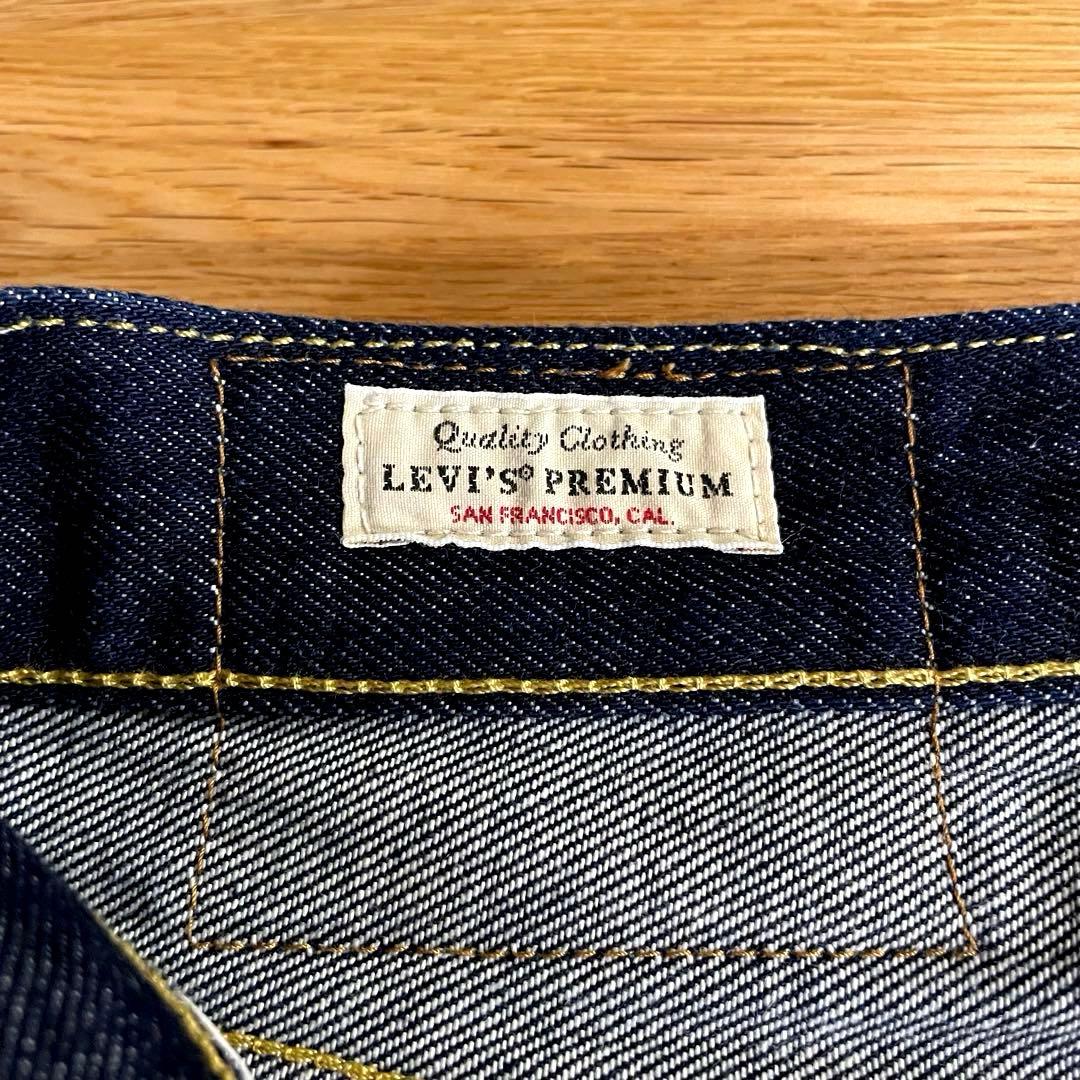 Quality Clothing
LEVI'S® PREMIUM
SAN FRANCISCO, CAL.